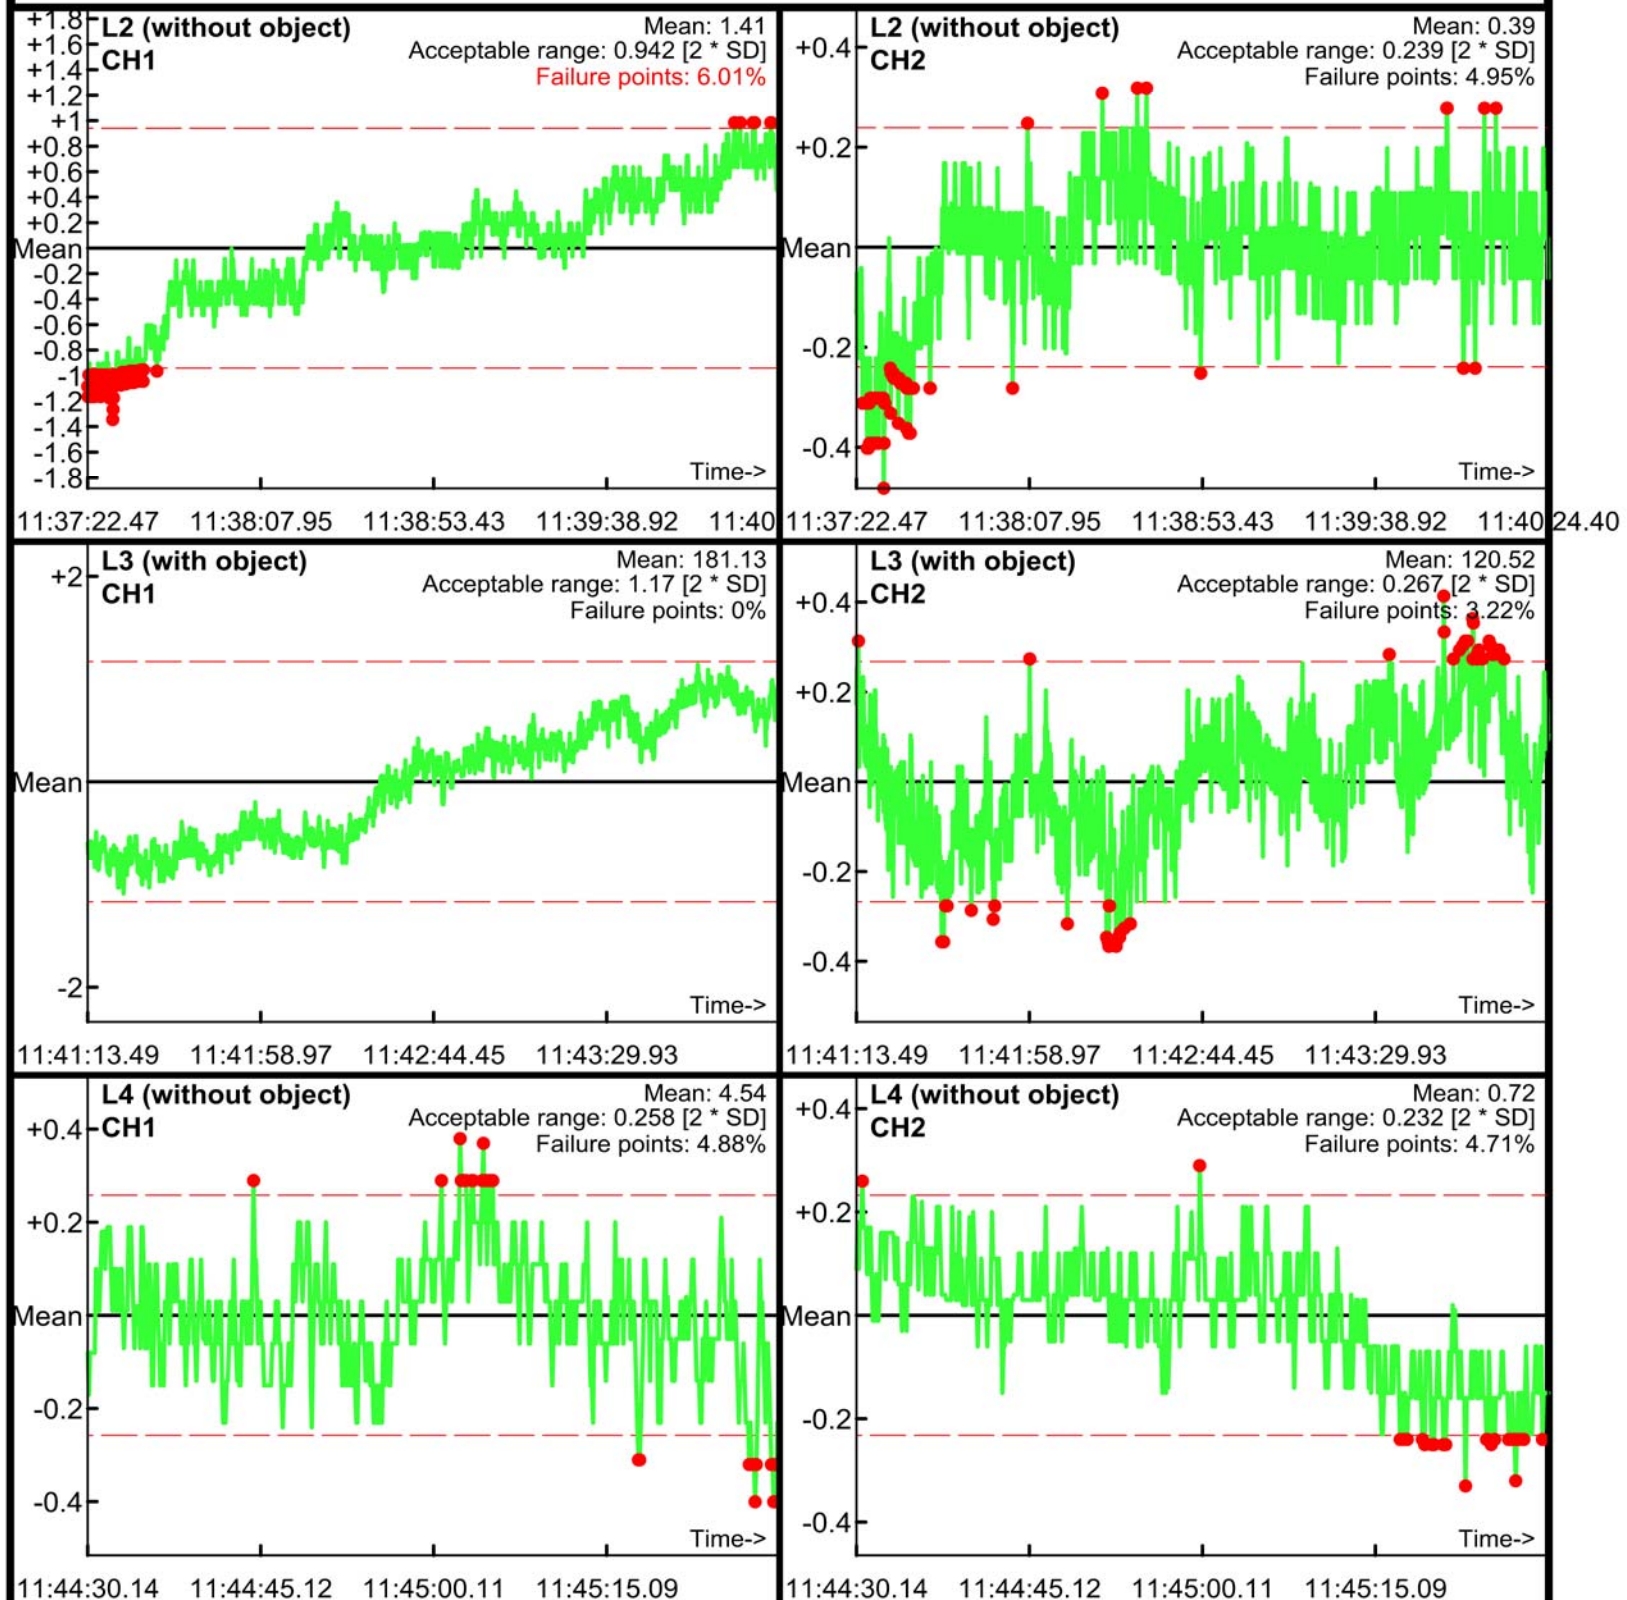 L2 (without object)
CH1
Mean: 1.41
Acceptable range: 0.942 [2 * SD]
Failure points: 6.01%
+1.8
+1.6
+1.4
+1.2
+1
+0.8
+0.6
+0.4
+0.2
Mean
-0.2
-0.4
-0.6
-0.8
-1
-1.2
-1.4
-1.6
-1.8
Time->
11:37:22.47 11:38:07.95 11:38:53.43 11:39:38.92 11:40
L2 (without object)
CH2
Mean: 0.39
Acceptable range: 0.239 [2 * SD]
Failure points: 4.95%
+0.4
+0.2
Mean
-0.2
-0.4
Time->
11:37:22.47 11:38:07.95 11:38:53.43 11:39:38.92 11:40:24.40
L3 (with object)
CH1
Mean: 181.13
Acceptable range: 1.17 [2 * SD]
Failure points: 0%
+2
Mean
-2
Time->
11:41:13.49 11:41:58.97 11:42:44.45 11:43:29.93
L3 (with object)
CH2
Mean: 120.52
Acceptable range: 0.267 [2 * SD]
Failure points: 3.22%
+0.4
+0.2
Mean
-0.2
-0.4
Time->
11:41:13.49 11:41:58.97 11:42:44.45 11:43:29.93
L4 (without object)
CH1
Mean: 4.54
Acceptable range: 0.258 [2 * SD]
Failure points: 4.88%
+0.4
+0.2
Mean
-0.2
-0.4
Time->
11:44:30.14 11:44:45.12 11:45:00.11 11:45:15.09
L4 (without object)
CH2
Mean: 0.72
Acceptable range: 0.232 [2 * SD]
Failure points: 4.71%
+0.4
+0.2
Mean
-0.2
-0.4
Time->
11:44:30.14 11:44:45.12 11:45:00.11 11:45:15.09